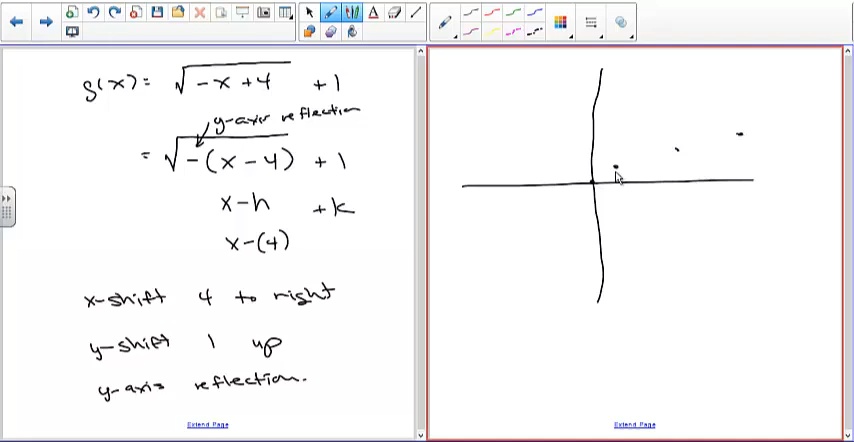 g(x) = √-x+4 + 1
y-axis reflection
= √-(x-4) + 1
x-h +k
x-(4)
x-shift 4 to right
y-shift 1 up
y-axis reflection.
Extend Page
Extend Page